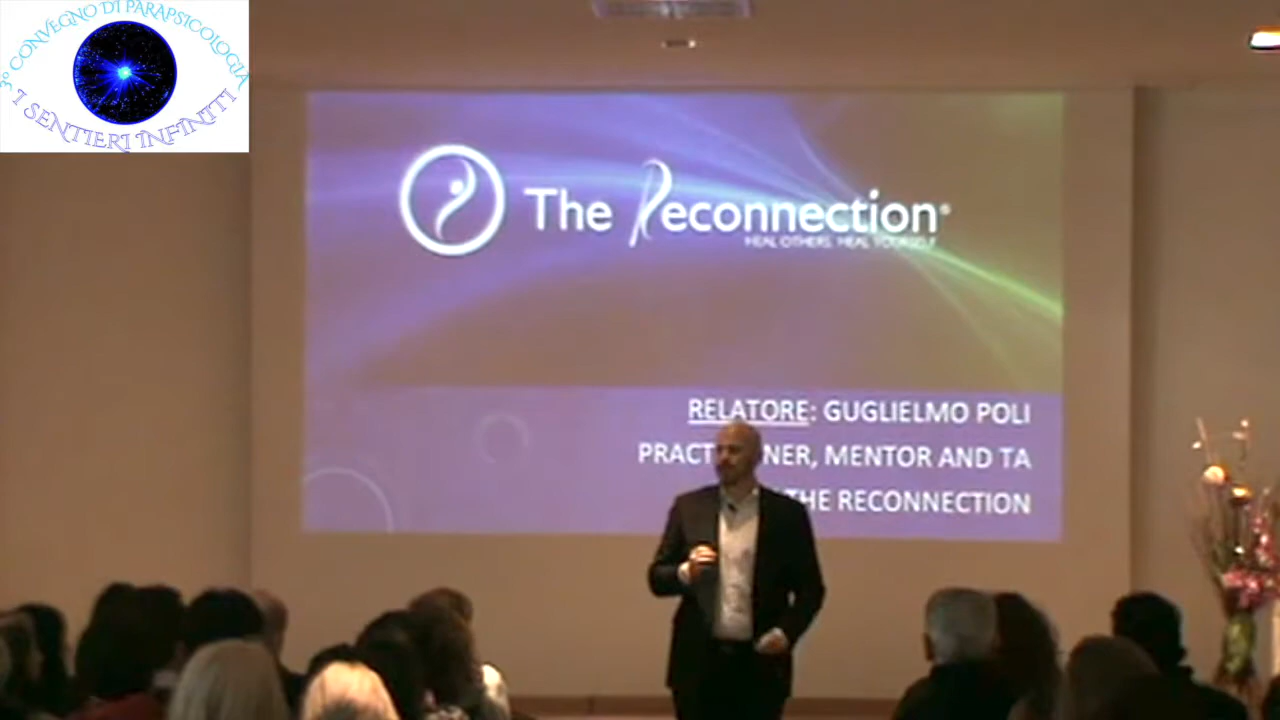 3° CONVEGNO DI PARAPSICOLOGIA
I SENTIERI INFINITI
The Reconnection®
HEAL OTHERS, HEAL YOURSELF
RELATORE: GUGLIELMO POLI
NER, MENTOR AND TA
THE RECONNECTION